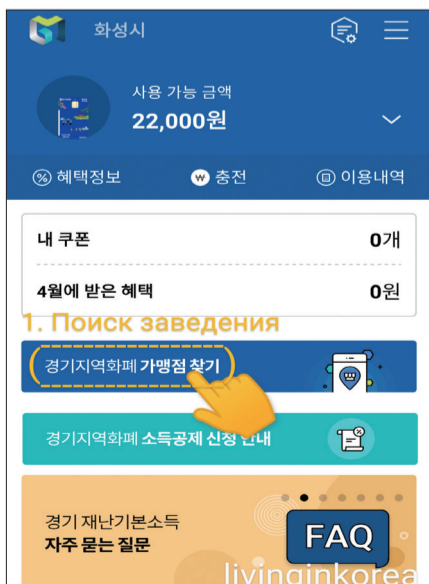 화성시
사용 가능 금액
22,000원
혜택정보
충전
이용내역
내 쿠폰
0개
4월에 받은 혜택
0원
1. Поиск заведения
경기지역화폐 가맹점 찾기
경기지역화폐 소득공제 신청 안내
경기 재난기본소득
자주 묻는 질문
FAQ
livinginkorea